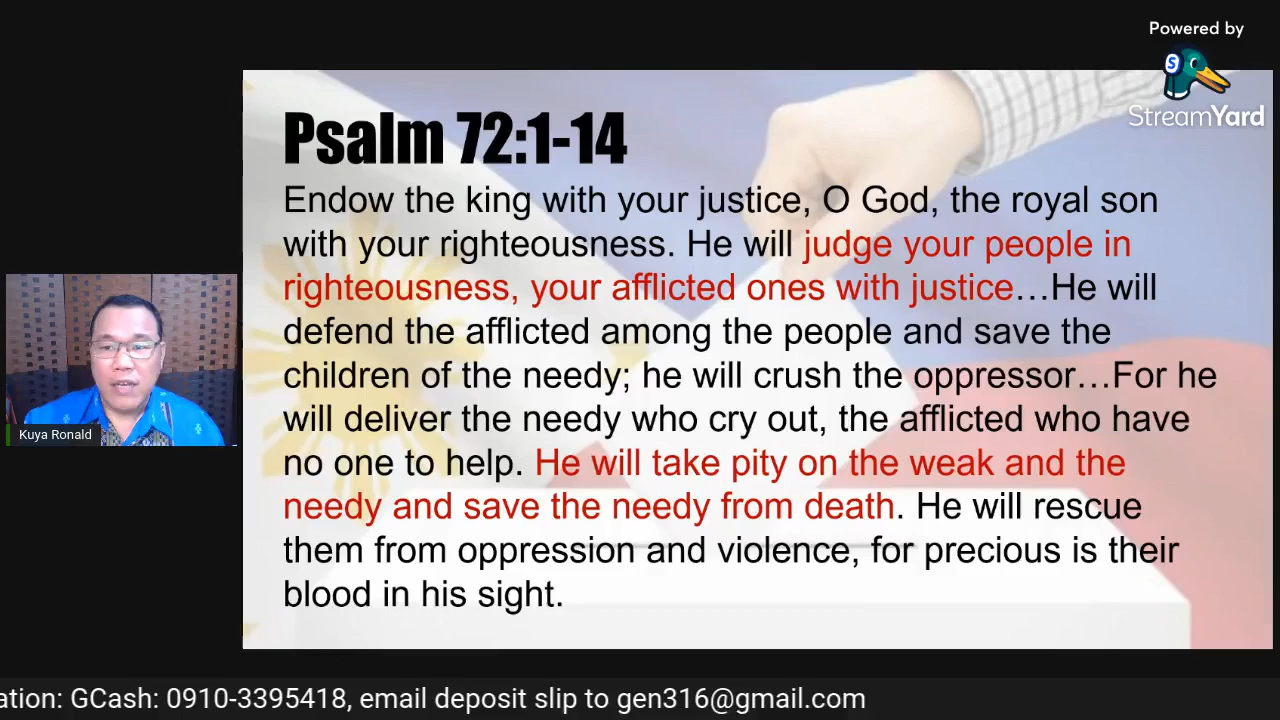 Powered by
StreamYard
Psalm 72:1-14
Endow the king with your justice, O God, the royal son
with your righteousness. He will judge your people in
righteousness, your afflicted ones with justice…He will
defend the afflicted among the people and save the
children of the needy; he will crush the oppressor…For he
will deliver the needy who cry out, the afflicted who have
no one to help. He will take pity on the weak and the
needy and save the needy from death. He will rescue
them from oppression and violence, for precious is their
blood in his sight.
Kuya Ronald
ation: GCash: 0910-3395418, email deposit slip to gen316@gmail.com